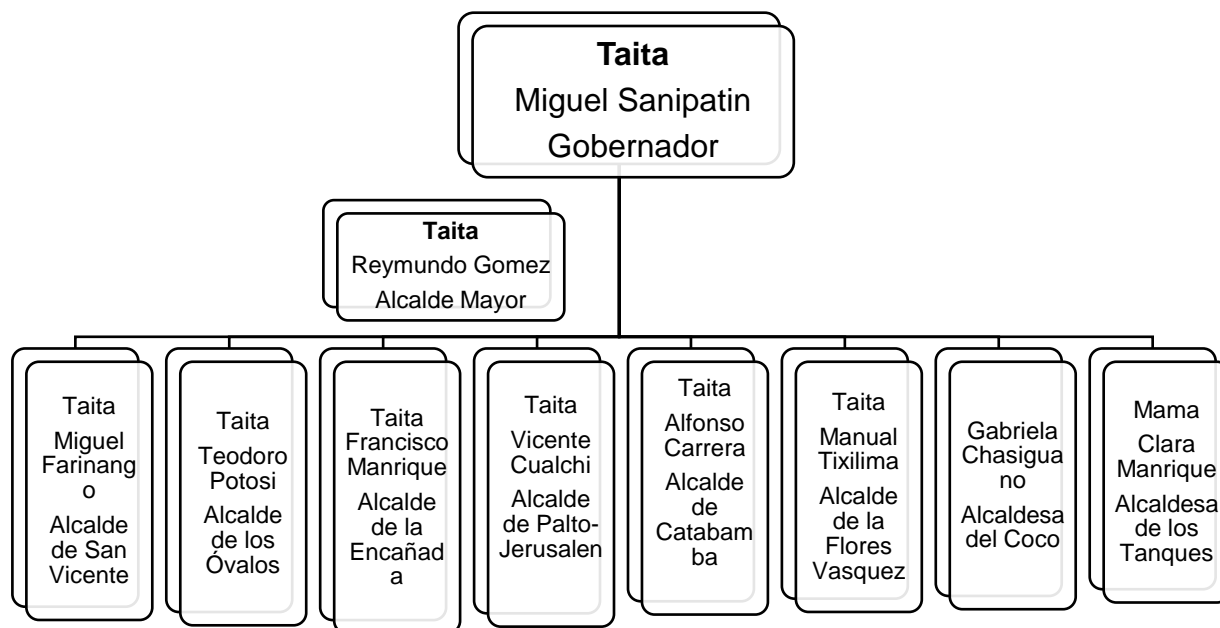 Taita
Miguel Sanipatin
Gobernador
Taita
Reymundo Gomez
Alcalde Mayor
Taita
Miguel
Farinang
o
Alcalde
de San
Vicente
Taita
Teodoro
Potosi
Alcalde
de los
Óvalos
Taita
Francisco
Manrique
Alcalde
de la
Encañad
a
Taita
Vicente
Cualchi
Alcalde
de Palto-
Jerusalen
Taita
Alfonso
Carrera
Alcalde
de
Catabam
ba
Taita
Manual
Tixilima
Alcalde
de la
Flores
Vasquez
Gabriela
Chasigua
no
Alcaldesa
del Coco
Mama
Clara
Manrique
Alcaldesa
de los
Tanques